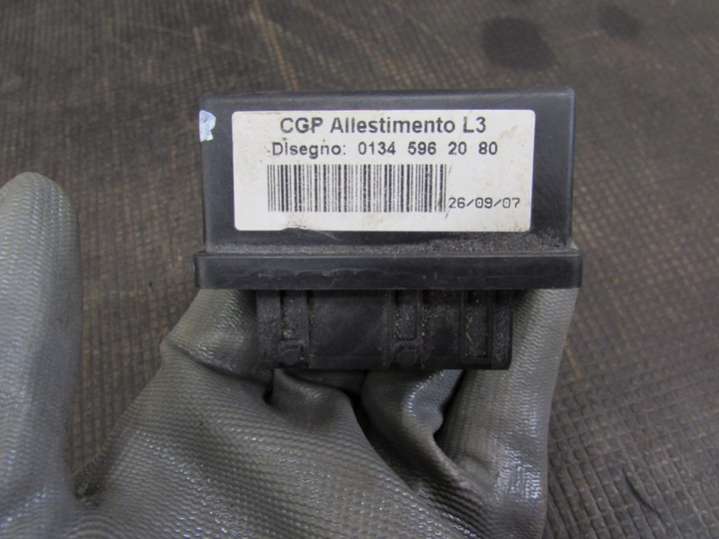 CGP Allestimento L3
Disegno: 0134 596 20 80
26/09/07